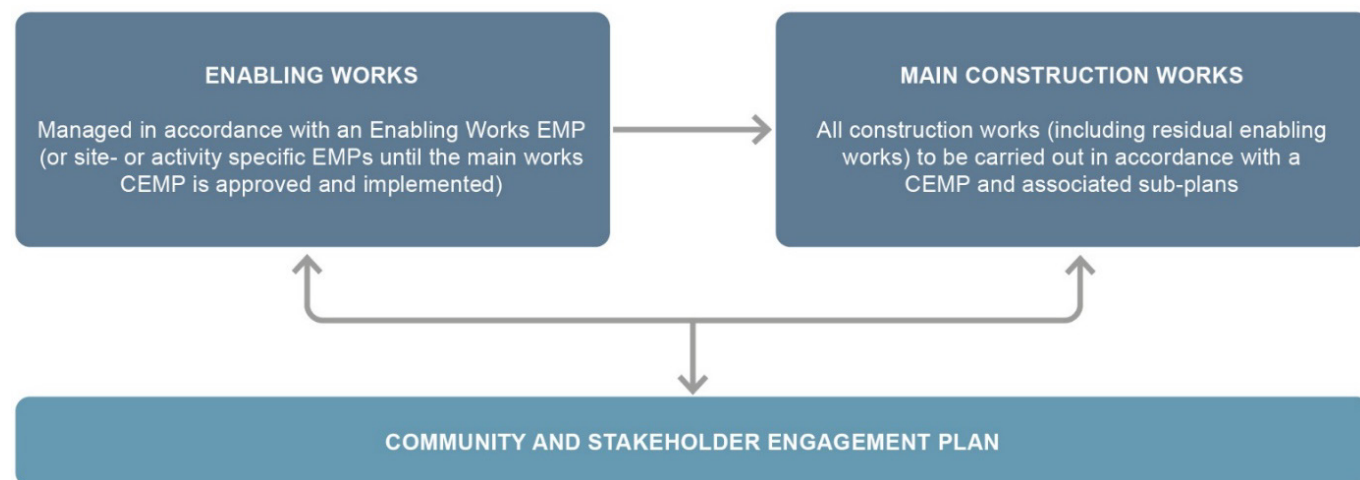 ENABLING WORKS
Managed in accordance with an Enabling Works EMP
(or site- or activity specific EMPs until the main works
CEMP is approved and implemented)
MAIN CONSTRUCTION WORKS
All construction works (including residual enabling
works) to be carried out in accordance with a
CEMP and associated sub-plans
COMMUNITY AND STAKEHOLDER ENGAGEMENT PLAN